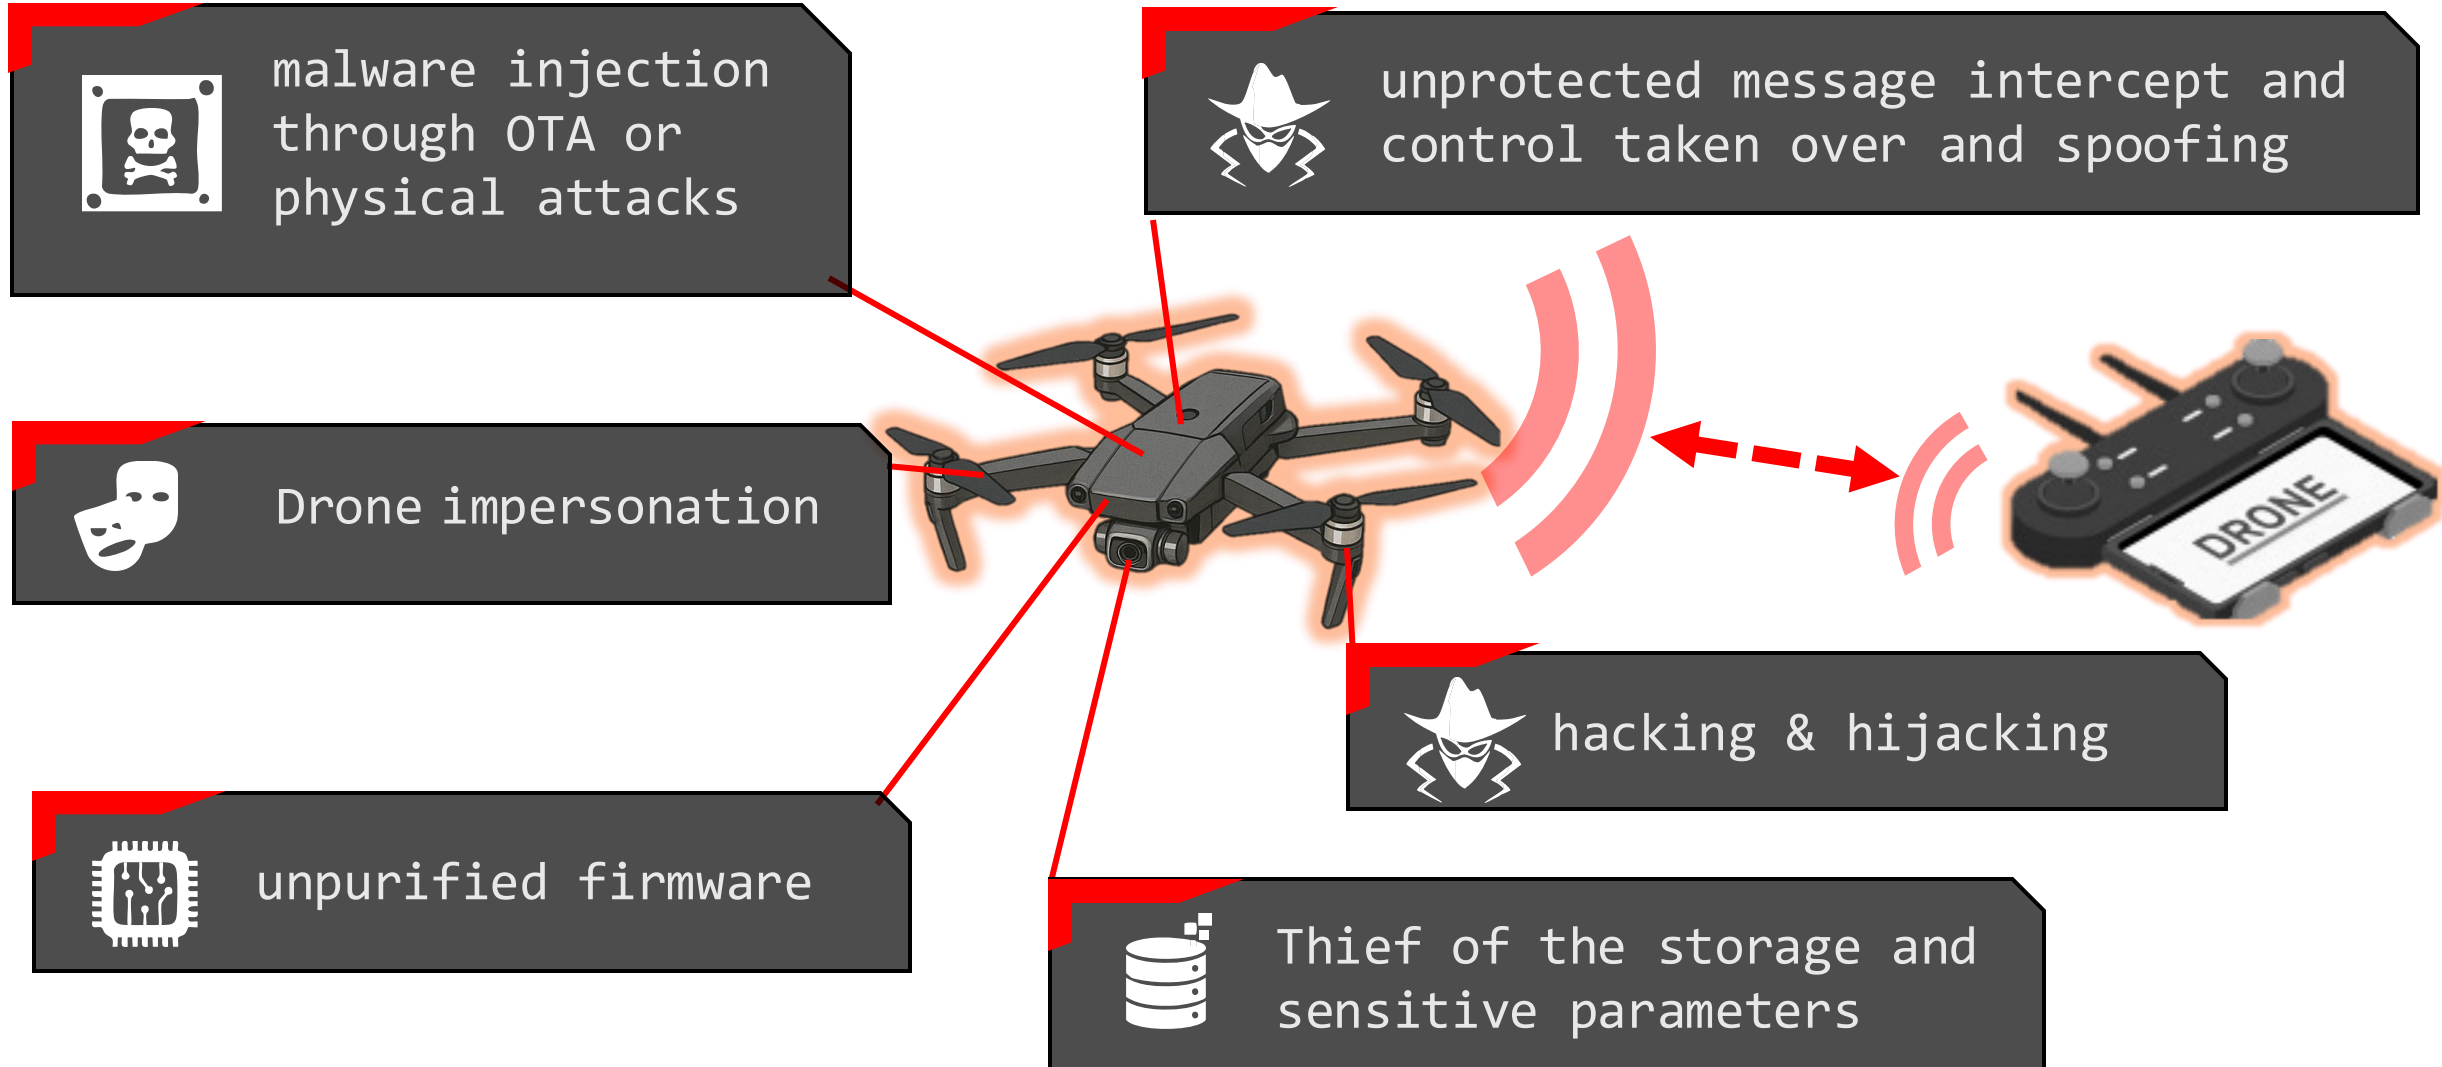 malware injection
through OTA or
physical attacks
unprotected message intercept and
control taken over and spoofing
Drone impersonation
DRONE
hacking & hijacking
unpurified firmware
Thief of the storage and
sensitive parameters